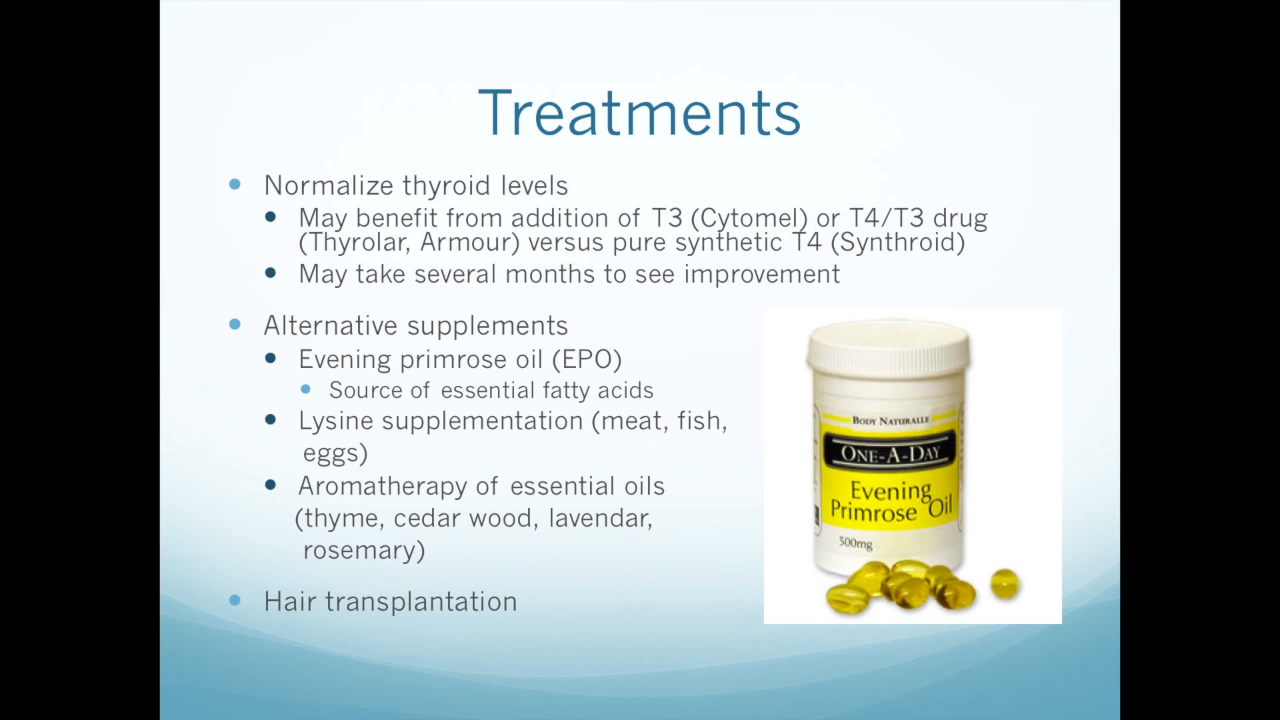 Treatments
Normalize thyroid levels
May benefit from addition of T3 (Cytomel) or T4/T3 drug
(Thyrolar, Armour) versus pure synthetic T4 (Synthroid)
May take several months to see improvement
Alternative supplements
Evening primrose oil (EPO)
Source of essential fatty acids
Lysine supplementation (meat, fish,
eggs)
Aromatherapy of essential oils
(thyme, cedar wood, lavendar,
rosemary)
Hair transplantation
BODY NATURALLE
ONE-A-DAY
Evening
Primrose Oil
500mg